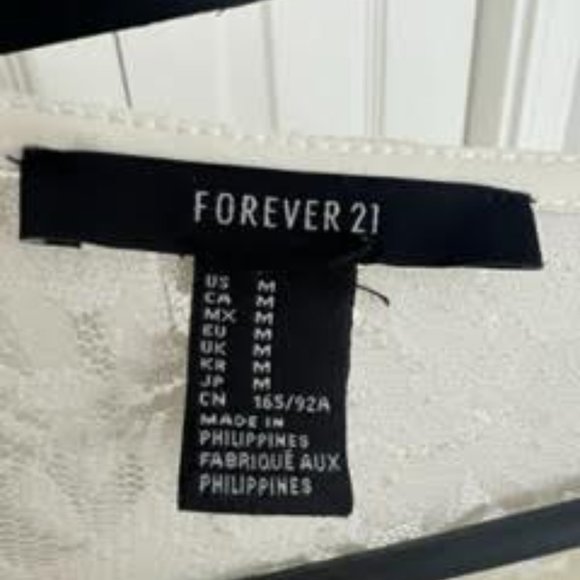 FOREVER 21
US M
CA M
MX M
EU M
UK M
KR M
JP M
CN 165/92A
MADE IN
PHILIPPINES
FABRIQUÉ AUX
PHILIPPINES